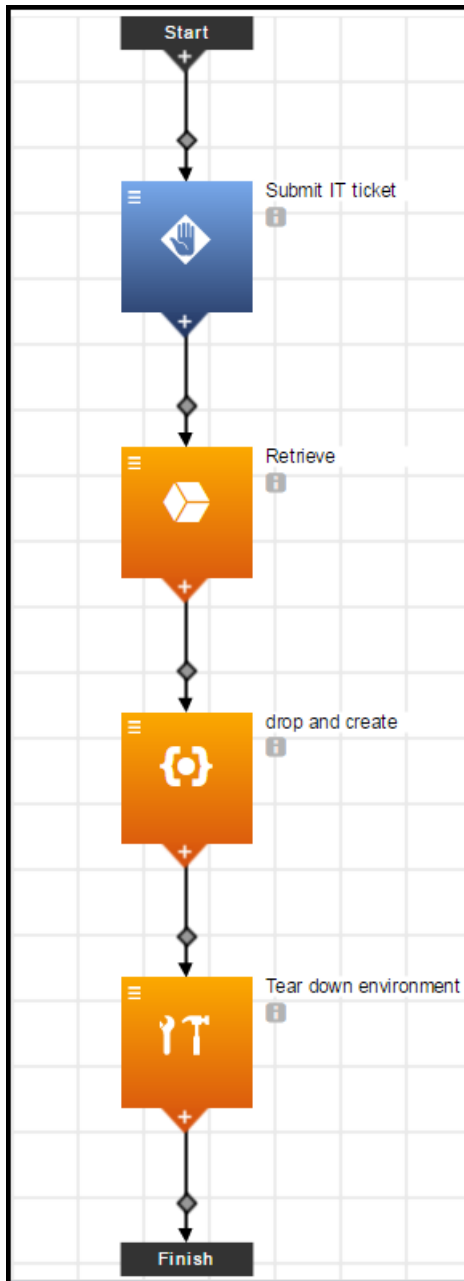 Start
Submit IT ticket
Retrieve
drop and create
Tear down environment
Finish